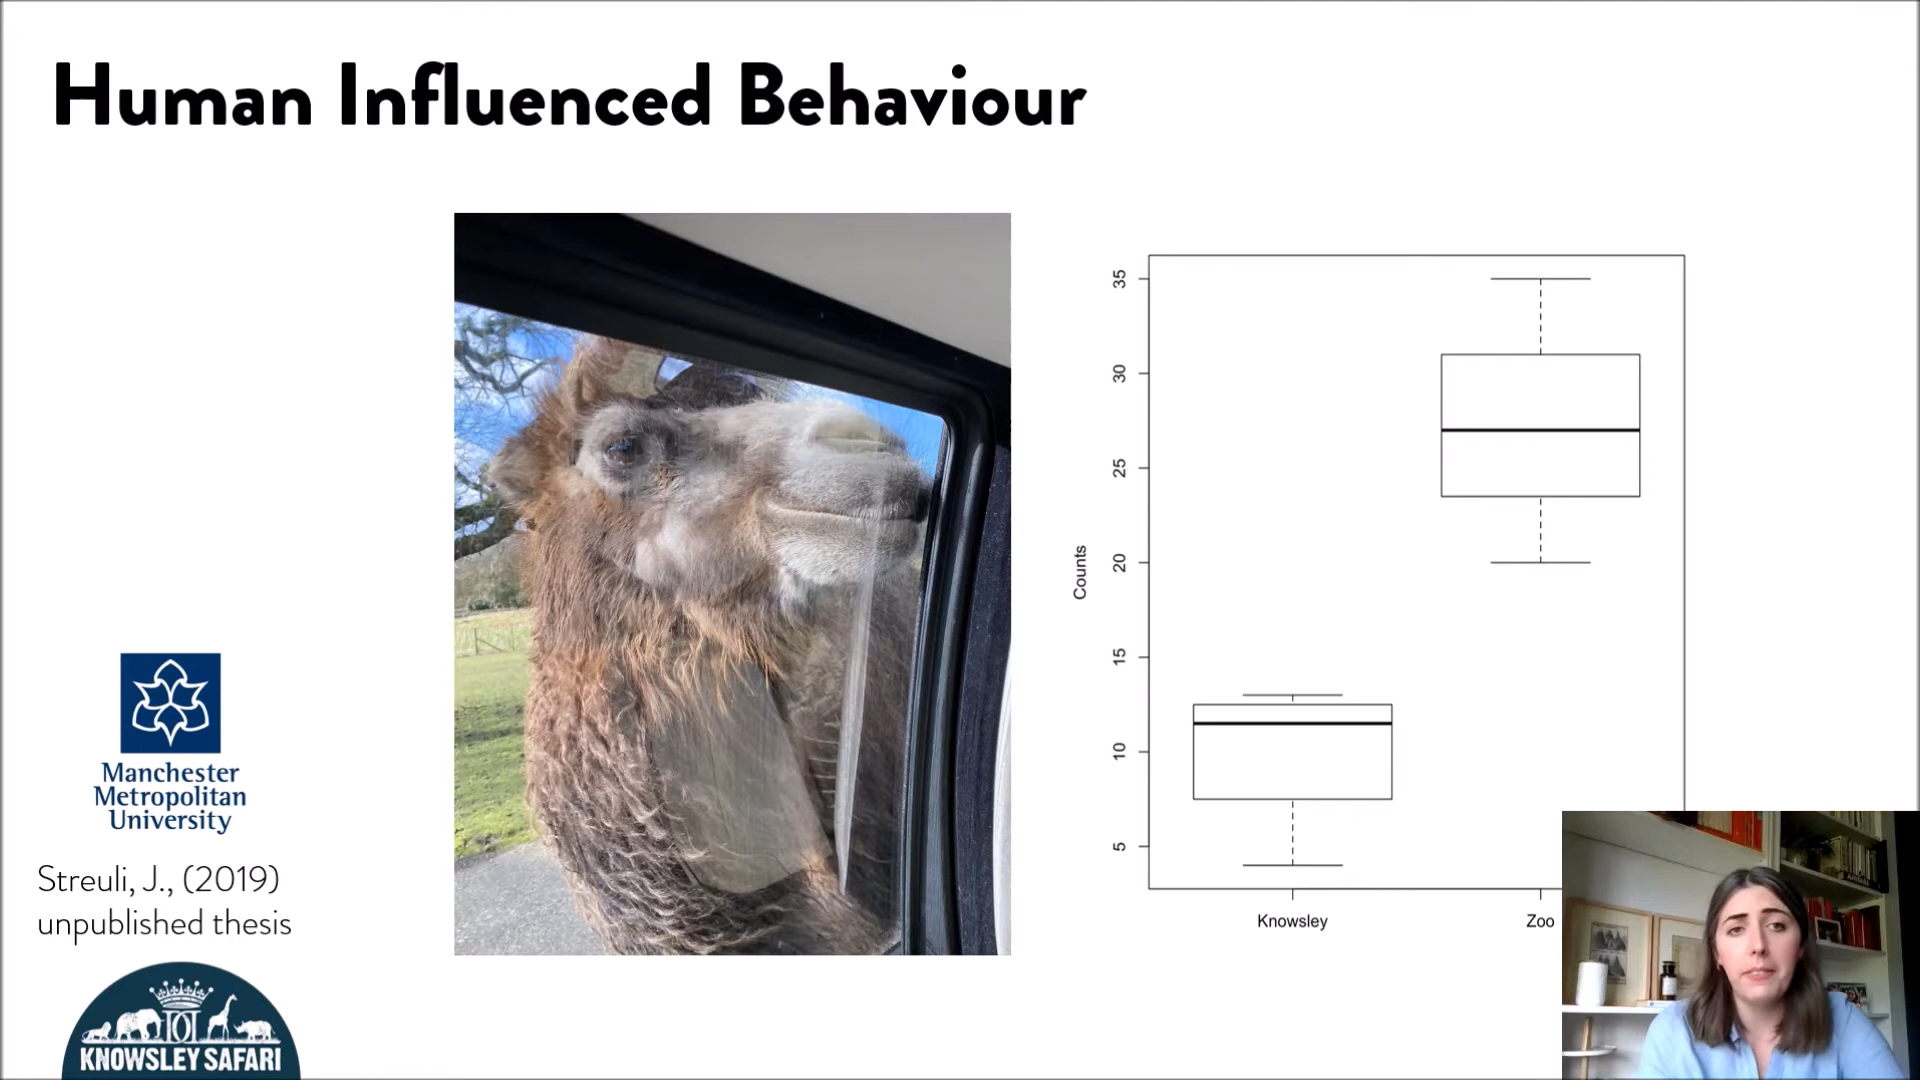 Human Influenced Behaviour
Manchester
Metropolitan
University
Streuli, J., (2019)
unpublished thesis
KNOWSLEY SAFARI
Counts
35
30
25
20
15
10
5
Knowsley
Zoo
ANIMAL